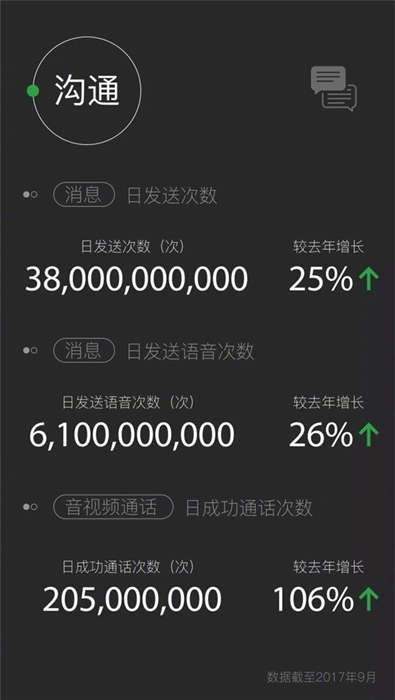 沟通
消息 日发送次数
日发送次数（次） 较去年增长
38,000,000,000 25%
消息 日发送语音次数
日发送语音次数（次） 较去年增长
6,100,000,000 26%
音视频通话 日成功通话次数
日成功通话次数（次） 较去年增长
205,000,000 106%
数据截至2017年9月